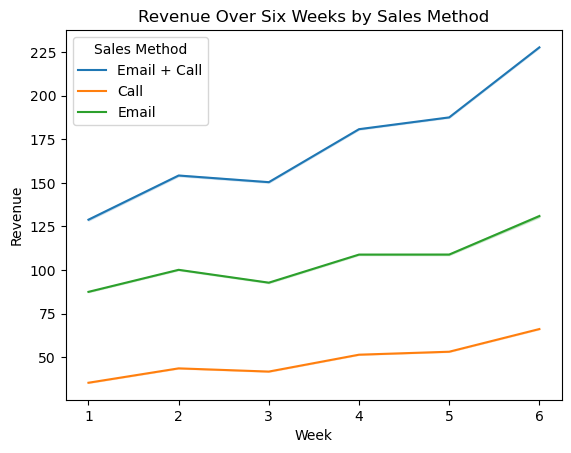 Revenue Over Six Weeks by Sales Method
Sales Method
Email + Call
Call
Email
225
200
175
150
125
100
75
50
Revenue
1 2 3 4 5 6
Week